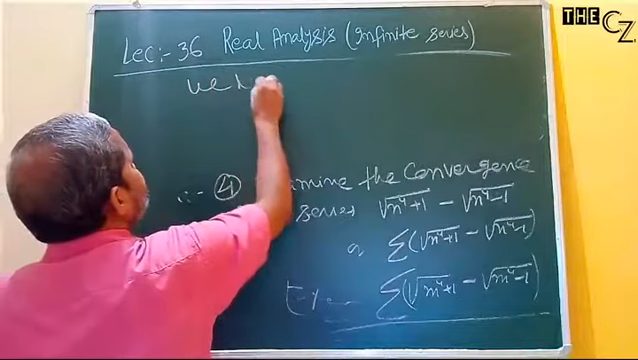 THE CZ.
Lec:- 36 Real Analysis (Infinite series)
we h
:- ④ amine the Convergence
series √n⁴+1 - √n⁴-1
Σ(√n⁴+1 - √n⁴-1)
Σ(√n⁴+1 - √n⁴-1)